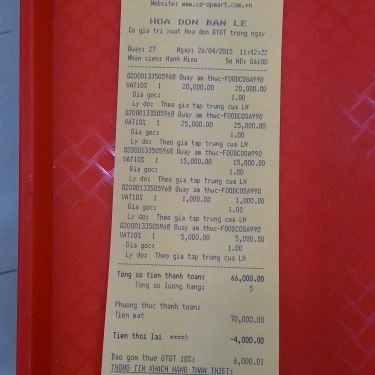 Website: www.co-opmart.com.vn
HOA DON BAN LE
Co gia tri xuat Hoa don GTGT trong ngay
Quay: 27 Ngay: 26/04/2015 11:42:22
Nhan vien: Hanh Mieu So HD: 06100
02000133505968 Quay am thuc-FOODCOSA990
VAT10% 1 20,000.00 20,000.00
Gia goc: 1.00
Ly do: Theo gia tap trung cua LH
02000133505968 Quay am thuc-FOODCOSA990
VAT10% 1 25,000.00 25,000.00
Gia goc: 1.00
Ly do: Theo gia tap trung cua LH
02000133505968 Quay am thuc-FOODCOSA990
VAT10% 1 15,000.00 15,000.00
Gia goc: 1.00
Ly do: Theo gia tap trung cua LH
02000133505968 Quay am thuc-FOODCOSA990
VAT10% 1 1,000.00 1,000.00
Gia goc: 1.00
Ly do: Theo gia tap trung cua LH
02000133505968 Quay am thuc-FOODCOSA990
VAT10% 1 5,000.00 5,000.00
Gia goc: 1.00
Ly do: Theo gia tap trung cua LH
Tong so tien thanh toan: 66,000.00
Tong so luong hang: 5
Phuong thuc thanh toan:
Tien mat 70,000.00
Tien thoi lai ====> -4,000.00
Bao gom thue GTGT 10%: 6,000.01
THONG TIN KHACH HANG THAN THIET: